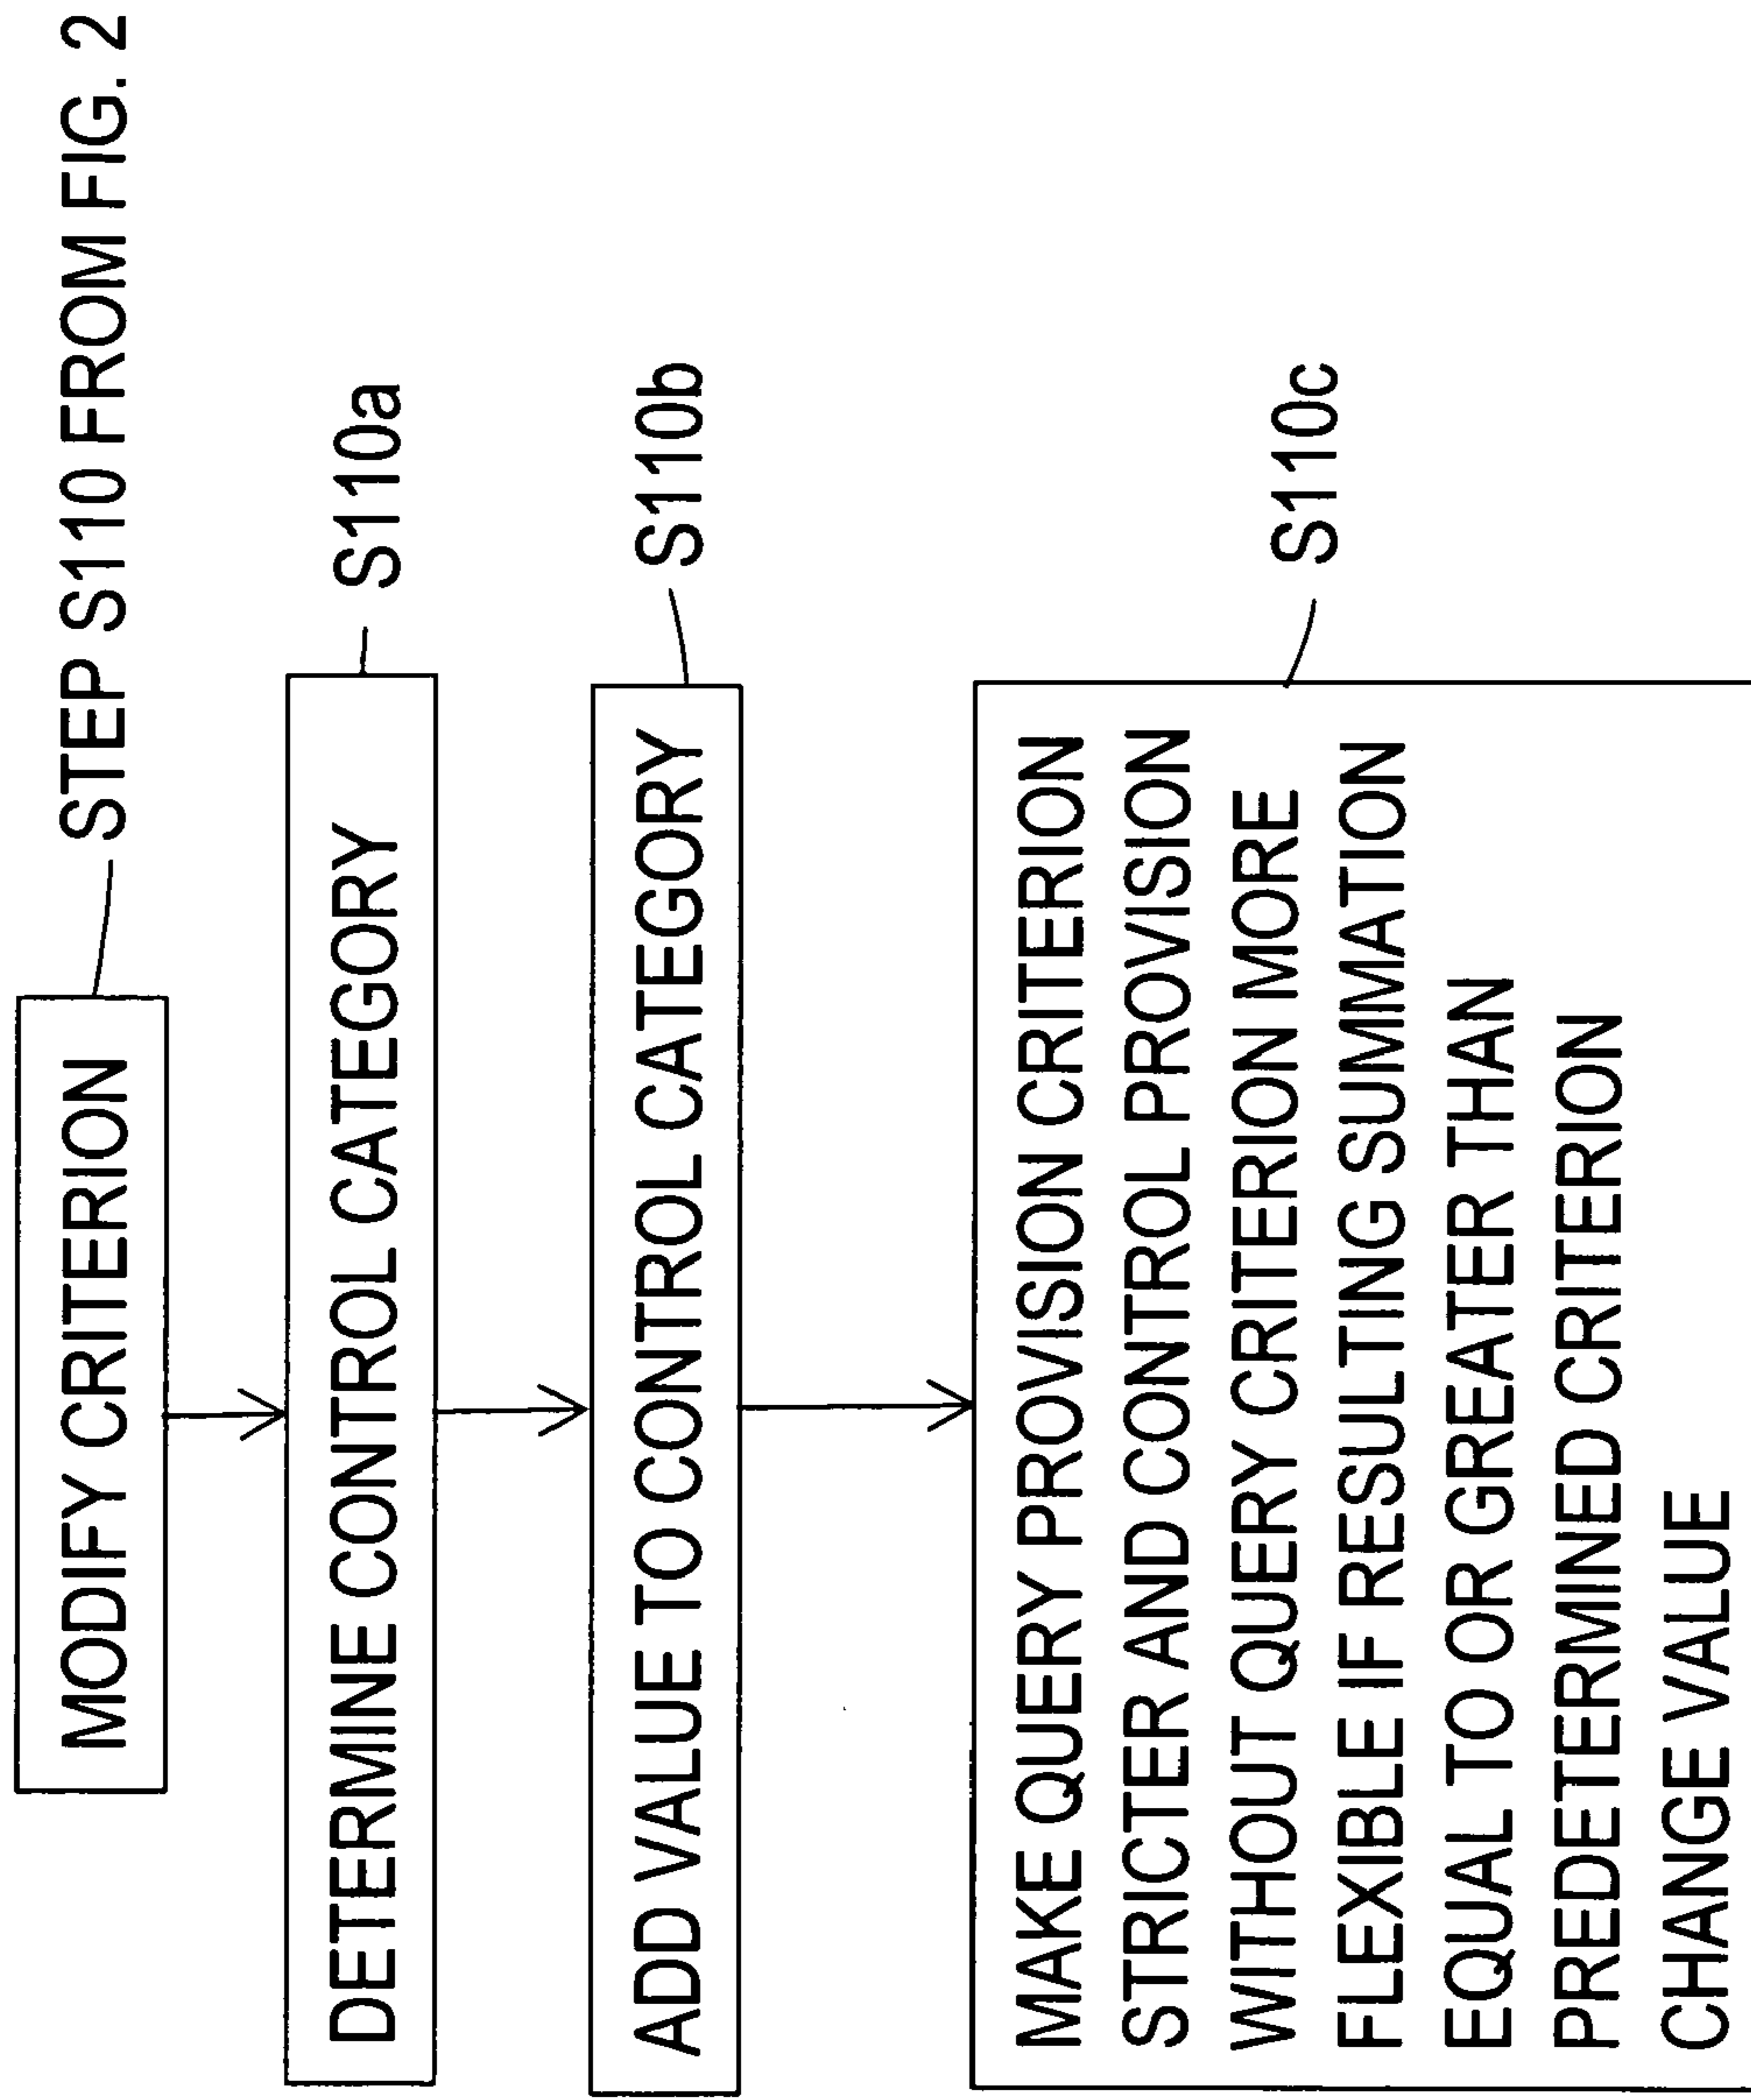 MODIFY CRITERION
STEP S110 FROM FIG. 2
DETERMINE CONTROL CATEGORY
S110a
ADD VALUE TO CONTROL CATEGORY
S110b
MAKE QUERY PROVISION CRITERION
STRICTER AND CONTROL PROVISION
WITHOUT QUERY CRITERION MORE
FLEXIBLE IF RESULTING SUMMATION
EQUAL TO OR GREATER THAN
PREDETERMINED CRITERION
CHANGE VALUE
S110c